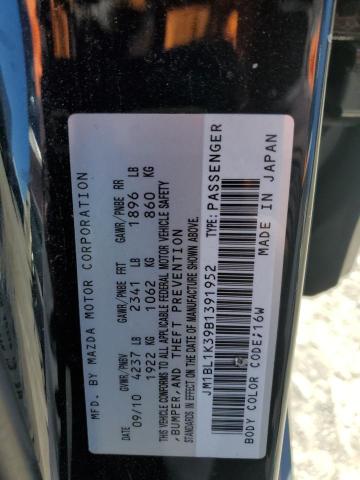 MFD. BY MAZDA MOTOR CORPORATION
DATE GVWR/PNBV GAWR/PNBE FRT GAWR/PNBE RR
09/10 4237 LB 2341 LB 1896 LB
1922 KG 1062 KG 860 KG
THIS VEHICLE CONFORMS TO ALL APPLICABLE FEDERAL MOTOR VEHICLE SAFETY
,BUMPER,AND THEFT PREVENTION
STANDARDS IN EFFECT ON THE DATE OF MANUFACTURE SHOWN ABOVE.
JM1BL1K39B1391952 TYPE: PASSENGER
BODY COLOR CODE;16W MADE IN JAPAN